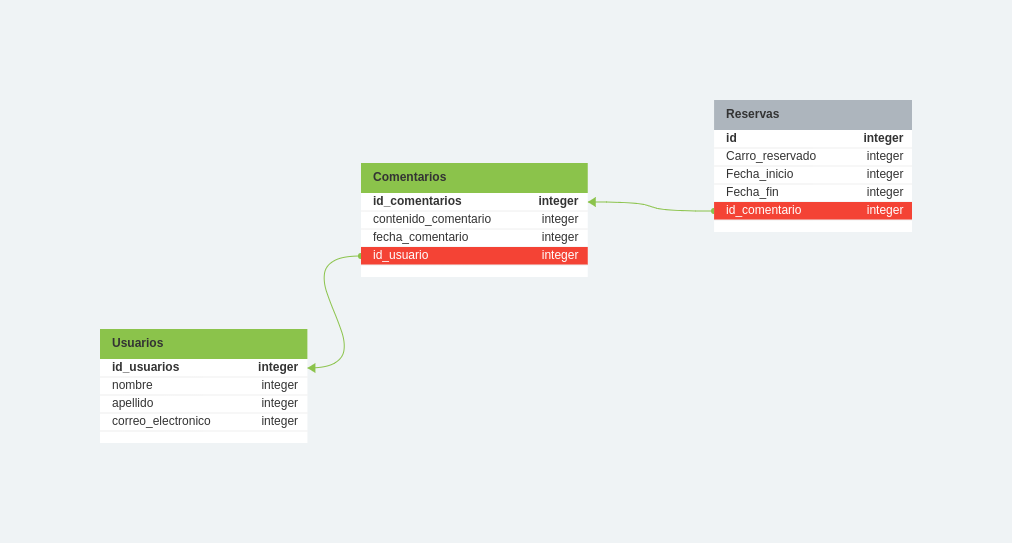 Reservas
id integer
Carro_reservado integer
Fecha_inicio integer
Fecha_fin integer
id_comentario integer
Comentarios
id_comentarios integer
contenido_comentario integer
fecha_comentario integer
id_usuario integer
Usuarios
id_usuarios integer
nombre integer
apellido integer
correo_electronico integer